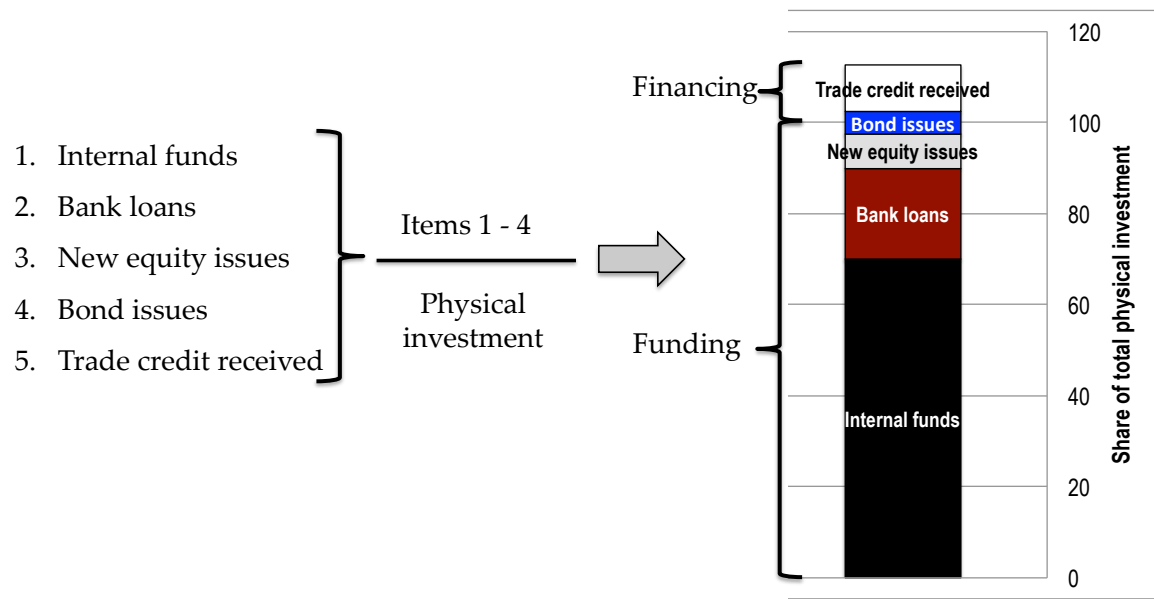 1. Internal funds
2. Bank loans
3. New equity issues
4. Bond issues
5. Trade credit received
Items 1 - 4
Physical
investment
Financing
Funding
Trade credit received
Bond issues
New equity issues
Bank loans
Internal funds
120
100
80
60
40
20
0
Share of total physical investment